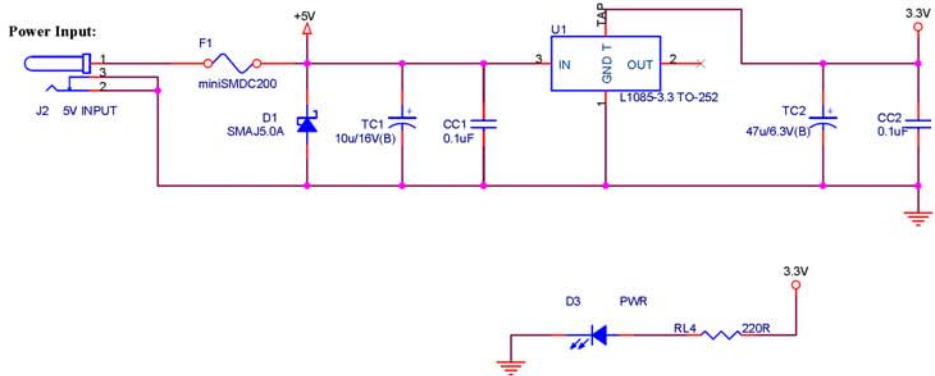 Power Input:
+5V
3.3V
F1
U1
TAP
1
3
2
miniSMDC200
3
IN
GND
T
OUT
2
1
L1085-3.3 TO-252
J2 5V INPUT
D1
SMAJ5.0A
TC1
10u/16V(B)
+
CC1
0.1uF
TC2
47u/6.3V(B)
+
CC2
0.1uF
3.3V
D3 PWR
RL4 220R